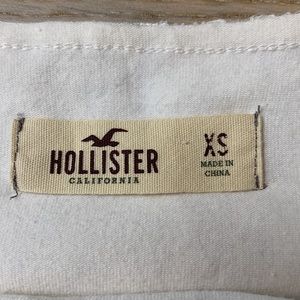 HOLLISTER
CALIFORNIA
XS
MADE IN
CHINA